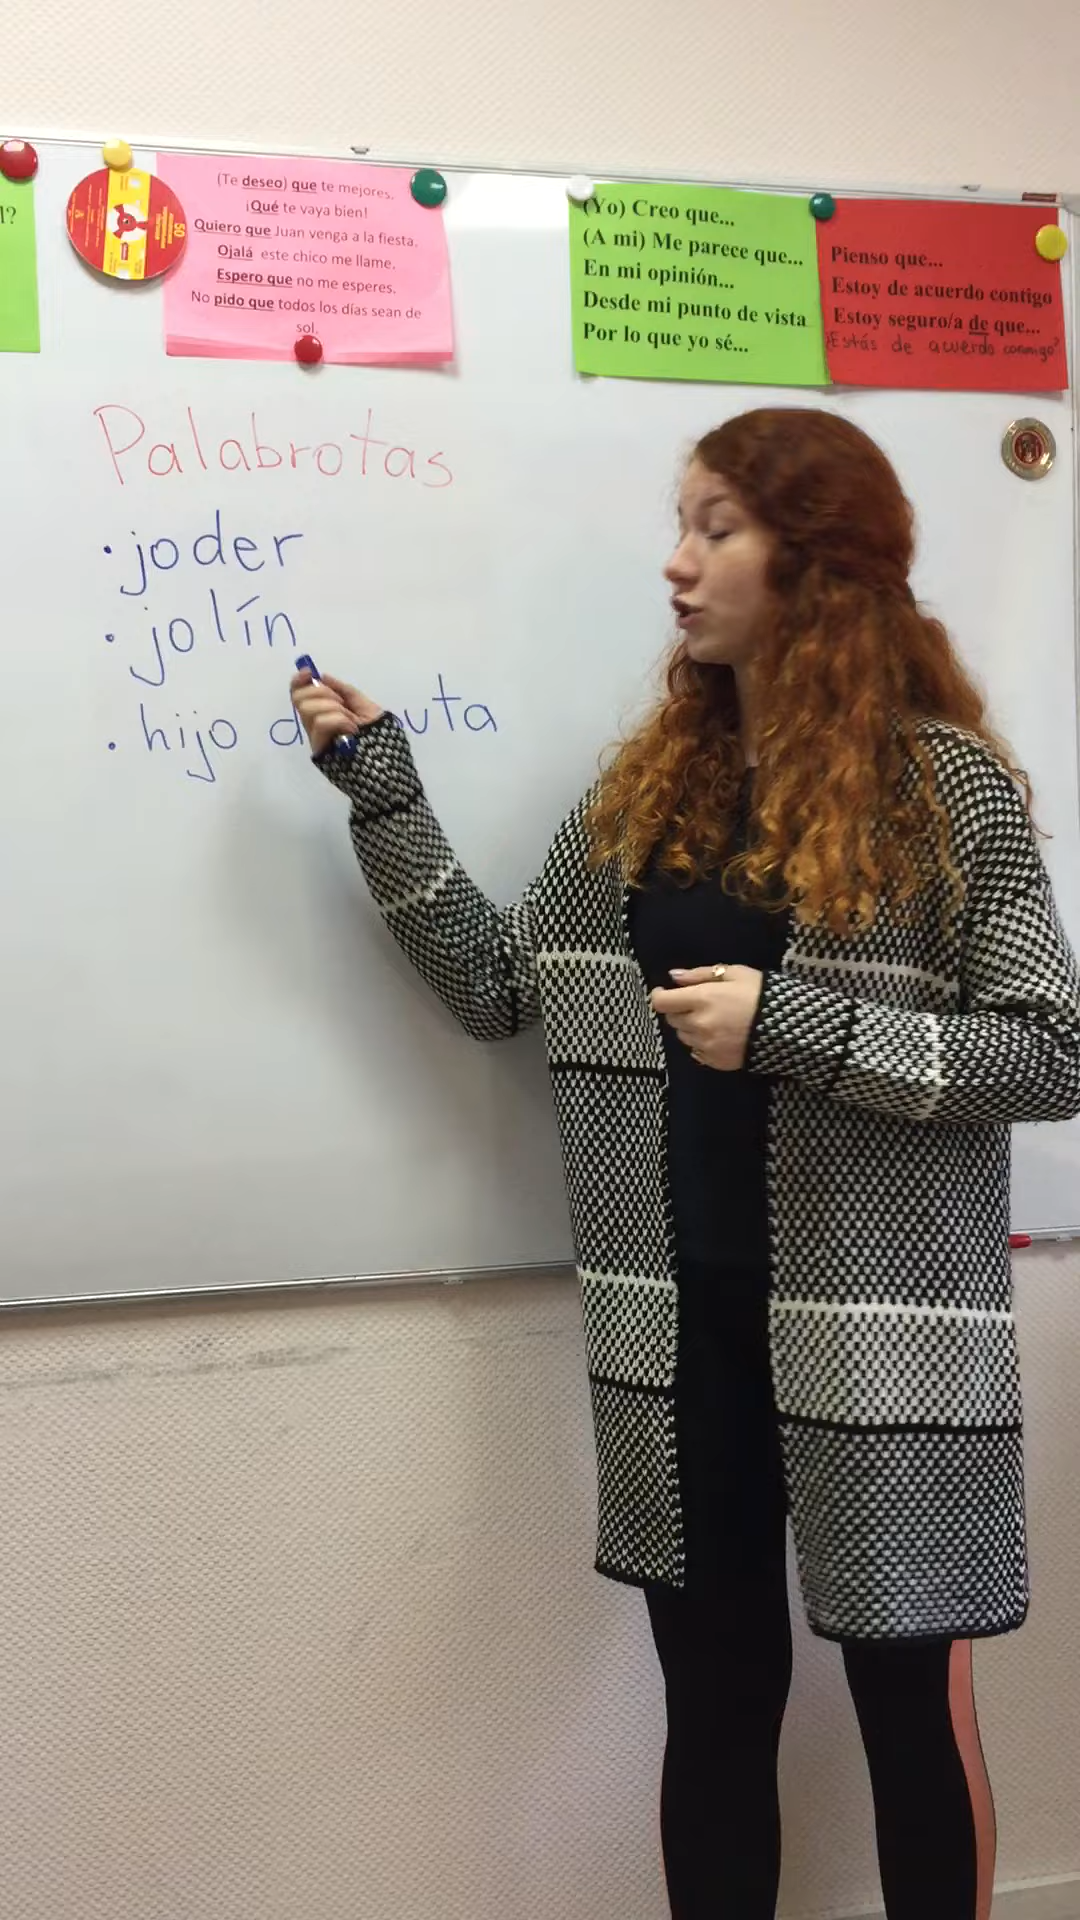 (Te deseo) que te mejores.
¡Qué te vaya bien!
Quiero que Juan venga a la fiesta.
Ojalá este chico me llame.
Espero que no me esperes.
No pido que todos los días sean de
sol.
(Yo) Creo que...
(A mi) Me parece que...
En mi opinión...
Desde mi punto de vista
Por lo que yo sé...
Pienso que...
Estoy de acuerdo contigo
Estoy seguro/a de que...
¿Estás de acuerdo conmigo?
Palabrotas
· joder
· jolín
· hijo
50